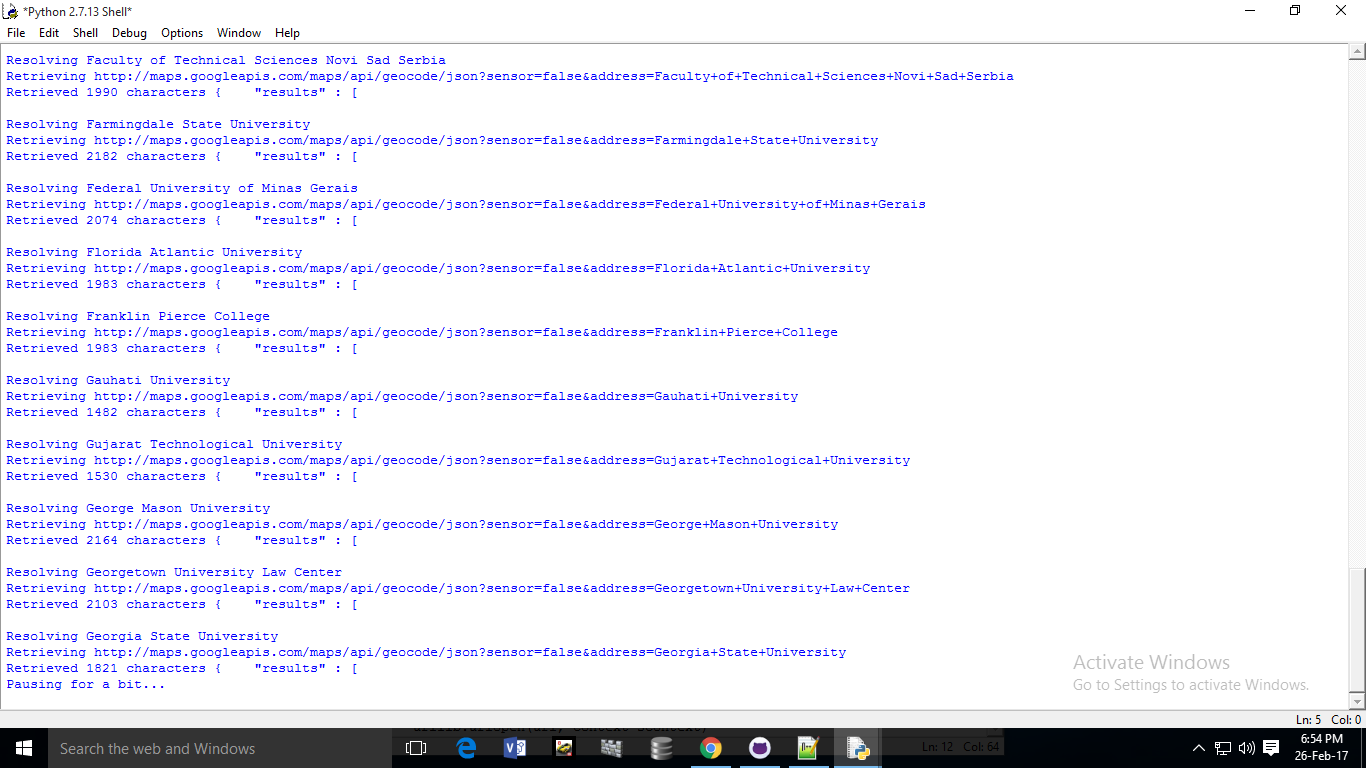 *Python 2.7.13 Shell*
File Edit Shell Debug Options Window Help
Resolving Faculty of Technical Sciences Novi Sad Serbia
Retrieving http://maps.googleapis.com/maps/api/geocode/json?sensor=false&address=Faculty+of+Technical+Sciences+Novi+Sad+Serbia
Retrieved 1990 characters {    "results" : [
Resolving Farmingdale State University
Retrieving http://maps.googleapis.com/maps/api/geocode/json?sensor=false&address=Farmingdale+State+University
Retrieved 2182 characters {    "results" : [
Resolving Federal University of Minas Gerais
Retrieving http://maps.googleapis.com/maps/api/geocode/json?sensor=false&address=Federal+University+of+Minas+Gerais
Retrieved 2074 characters {    "results" : [
Resolving Florida Atlantic University
Retrieving http://maps.googleapis.com/maps/api/geocode/json?sensor=false&address=Florida+Atlantic+University
Retrieved 1983 characters {    "results" : [
Resolving Franklin Pierce College
Retrieving http://maps.googleapis.com/maps/api/geocode/json?sensor=false&address=Franklin+Pierce+College
Retrieved 1983 characters {    "results" : [
Resolving Gauhati University
Retrieving http://maps.googleapis.com/maps/api/geocode/json?sensor=false&address=Gauhati+University
Retrieved 1482 characters {    "results" : [
Resolving Gujarat Technological University
Retrieving http://maps.googleapis.com/maps/api/geocode/json?sensor=false&address=Gujarat+Technological+University
Retrieved 1530 characters {    "results" : [
Resolving George Mason University
Retrieving http://maps.googleapis.com/maps/api/geocode/json?sensor=false&address=George+Mason+University
Retrieved 2164 characters {    "results" : [
Resolving Georgetown University Law Center
Retrieving http://maps.googleapis.com/maps/api/geocode/json?sensor=false&address=Georgetown+University+Law+Center
Retrieved 2103 characters {    "results" : [
Resolving Georgia State University
Retrieving http://maps.googleapis.com/maps/api/geocode/json?sensor=false&address=Georgia+State+University
Retrieved 1821 characters {    "results" : [
Pausing for a bit...
Activate Windows
Go to Settings to activate Windows.
Ln: 5 Col: 0
Search the web and Windows
Ln: 12 Col: 64
6:54 PM
26-Feb-17